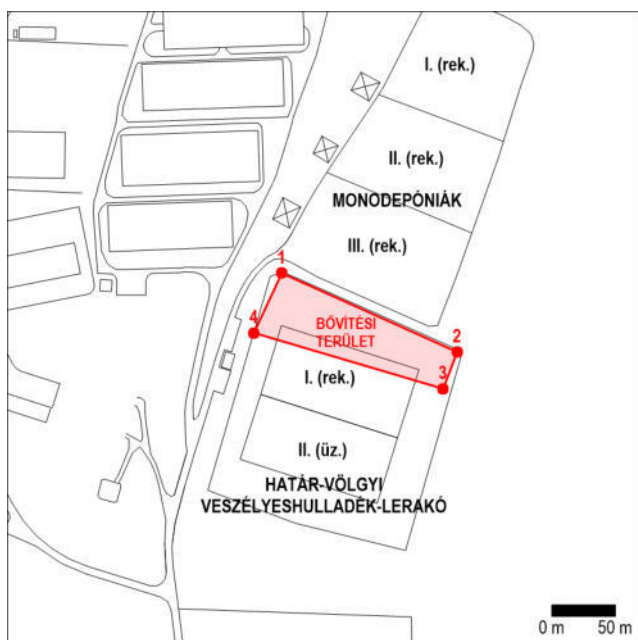 I. (rek.)
II. (rek.)
MONODEPÓNIÁK
III. (rek.)
1
BŐVÍTÉSI
TERÜLET
4
2
3
I. (rek.)
II. (üz.)
HATÁR-VÖLGYI
VESZÉLYESHULLADÉK-LERAKÓ
0 m 50 m